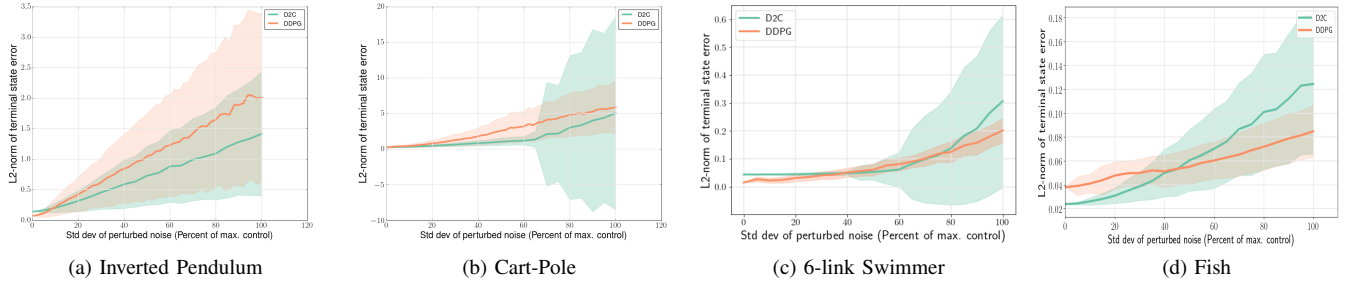 3.5
3.0
2.5
2.0
1.5
1.0
0.5
0.0
0 20 40 60 80 100 120
L2-norm of terminal state error
Std dev of perturbed noise (Percent of max. control)
D2C
DDPG
(a) Inverted Pendulum
20
15
10
5
0
−5
−10
0 20 40 60 80 100 120
L2-norm of terminal state error
Std dev of perturbed noise (Percent of max. control)
D2C
DDPG
(b) Cart-Pole
0.6
0.5
0.4
0.3
0.2
0.1
0.0
0 20 40 60 80 100
L2-norm of terminal state error
Std dev of perturbed noise (Percent of max. control)
D2C
DDPG
(c) 6-link Swimmer
0.18
0.16
0.14
0.12
0.10
0.08
0.06
0.04
0.02
0 20 40 60 80 100
L2-norm of terminal state error
Std dev of perturbed noise (Percent of max. control)
D2C
DDPG
(d) Fish